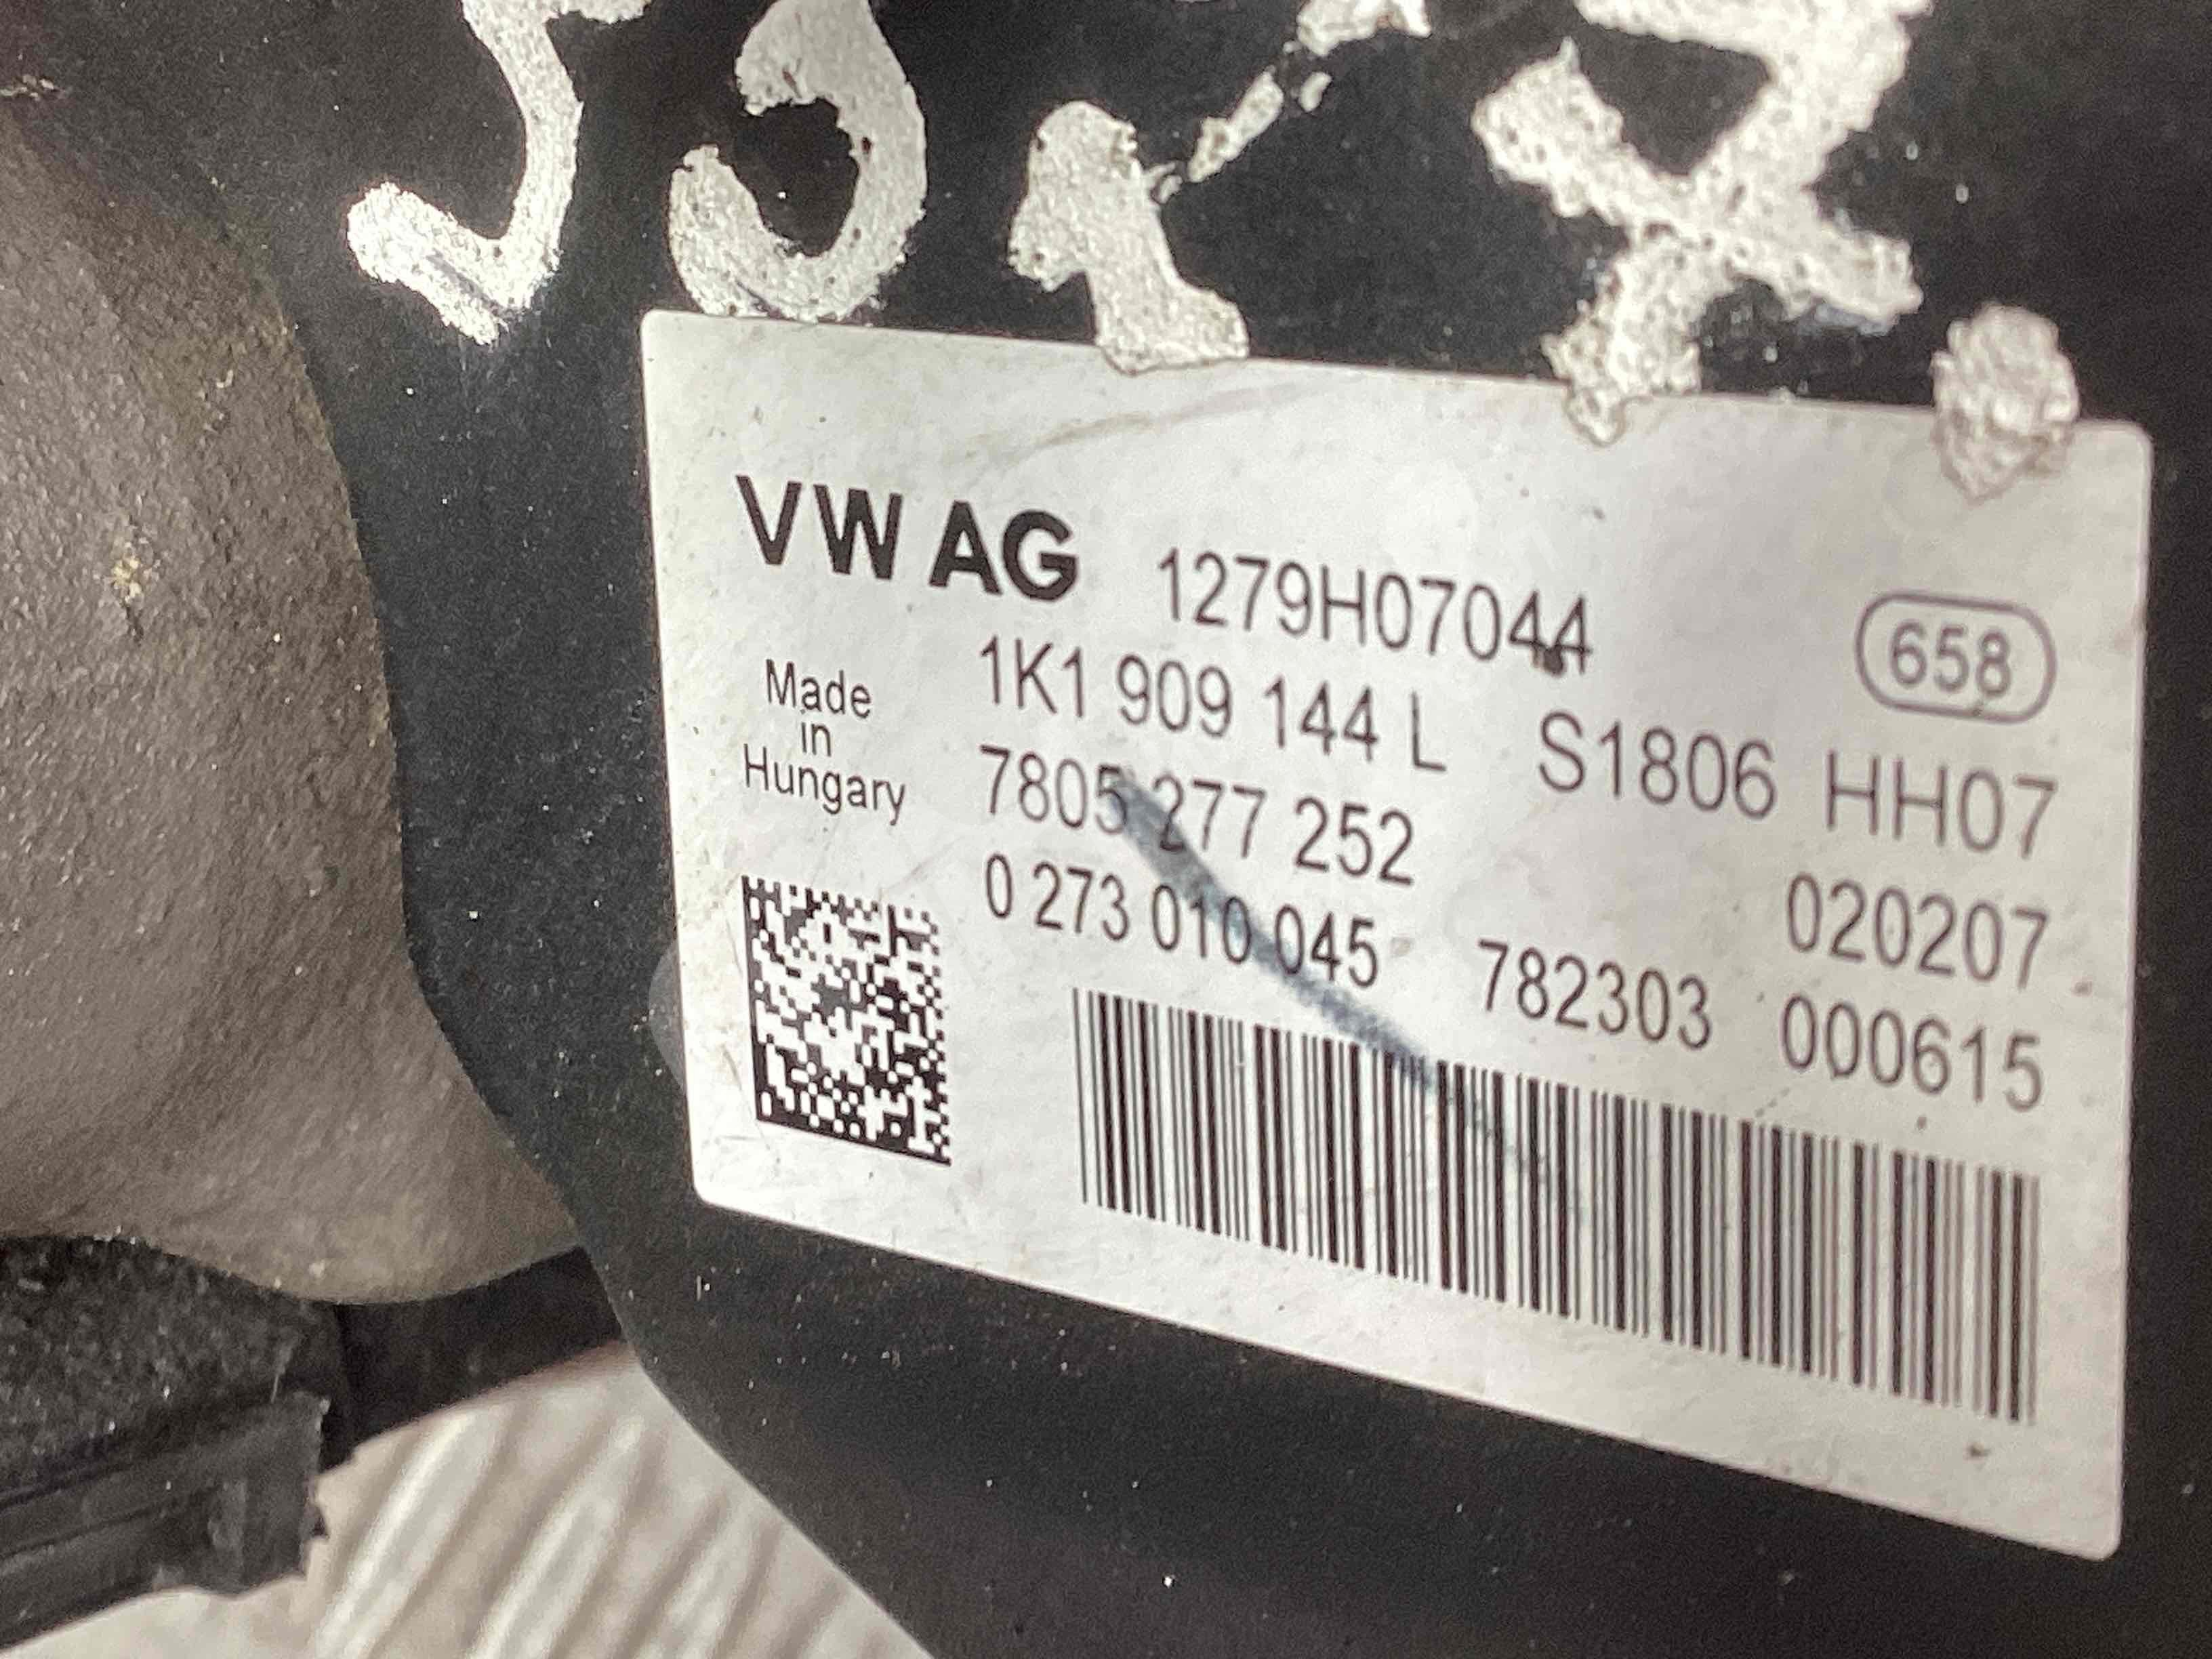 VW AG 1279H07044
658
Made
in
Hungary
1K1 909 144 L S1806 HH07
7805 277 252 020207
0 273 010 045 782303 000615